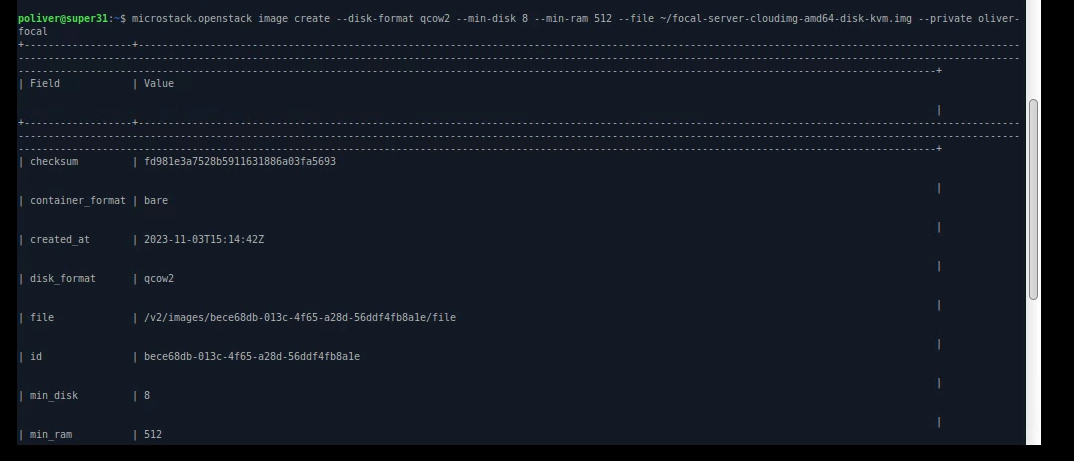 poliver@super31:~$ microstack.openstack image create --disk-format qcow2 --min-disk 8 --min-ram 512 --file ~/focal-server-cloudimg-amd64-disk-kvm.img --private oliver-
focal
+------------------+---------------------------------------------------------------------------------------------------------------------------------------------------
-----------------------------------------------------------------------------------------------------------------------------------------------------------------------
---------------------------------------------------------------------------------------------------------------------------------------------------------+
| Field            | Value
|
+------------------+---------------------------------------------------------------------------------------------------------------------------------------------------
-----------------------------------------------------------------------------------------------------------------------------------------------------------------------
---------------------------------------------------------------------------------------------------------------------------------------------------------+
| checksum         | fd981e3a7528b5911631886a03fa5693
|
| container_format | bare
|
| created_at       | 2023-11-03T15:14:42Z
|
| disk_format      | qcow2
|
| file             | /v2/images/bece68db-013c-4f65-a28d-56ddf4fb8a1e/file
|
| id               | bece68db-013c-4f65-a28d-56ddf4fb8a1e
|
| min_disk         | 8
|
| min_ram          | 512